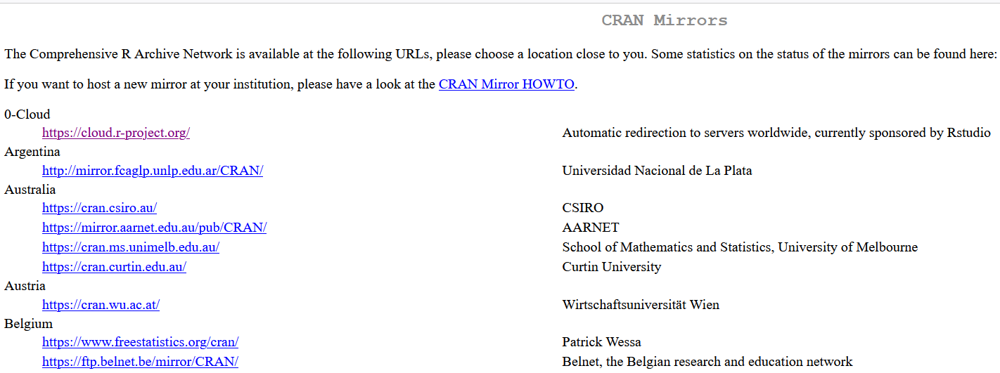 CRAN Mirrors
The Comprehensive R Archive Network is available at the following URLs, please choose a location close to you. Some statistics on the status of the mirrors can be found here:
If you want to host a new mirror at your institution, please have a look at the CRAN Mirror HOWTO.
0-Cloud
https://cloud.r-project.org/ Automatic redirection to servers worldwide, currently sponsored by Rstudio
Argentina
http://mirror.fcaglp.unlp.edu.ar/CRAN/ Universidad Nacional de La Plata
Australia
https://cran.csiro.au/ CSIRO
https://mirror.aarnet.edu.au/pub/CRAN/ AARNET
https://cran.ms.unimelb.edu.au/ School of Mathematics and Statistics, University of Melbourne
https://cran.curtin.edu.au/ Curtin University
Austria
https://cran.wu.ac.at/ Wirtschaftsuniversität Wien
Belgium
https://www.freestatistics.org/cran/ Patrick Wessa
https://ftp.belnet.be/mirror/CRAN/ Belnet, the Belgian research and education network